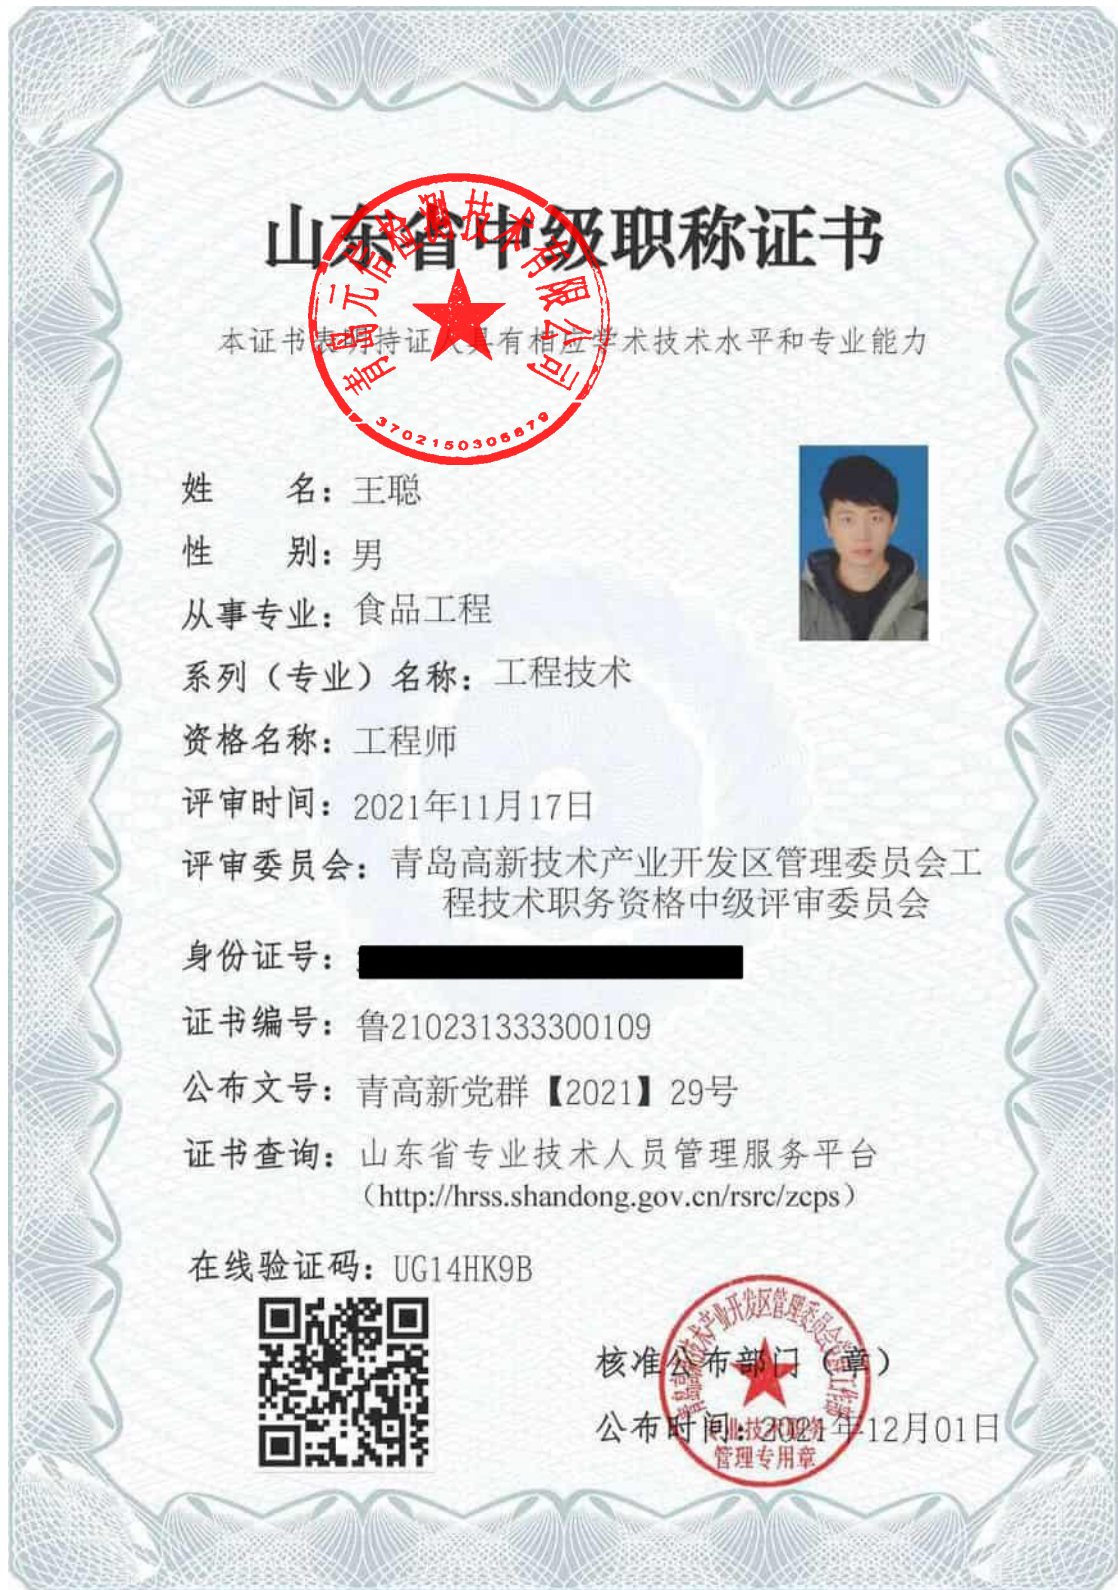 山东省中级职称证书
青岛元信检测技术有限公司
本证书表明持证人具有相应学术技术水平和专业能力
姓名：王聪
性别：男
从事专业：食品工程
系列（专业）名称：工程技术
资格名称：工程师
评审时间：2021年11月17日
评审委员会：青岛高新技术产业开发区管理委员会工
程技术职务资格中级评审委员会
身份证号：
证书编号：鲁210231333300109
公布文号：青高新党群【2021】29号
证书查询：山东省专业技术人员管理服务平台
（http://hrss.shandong.gov.cn/rsrc/zcps）
在线验证码：UG14HK9B
核准公布部门（章）
公布时间：2021年12月01日
专业技术职务
管理专用章